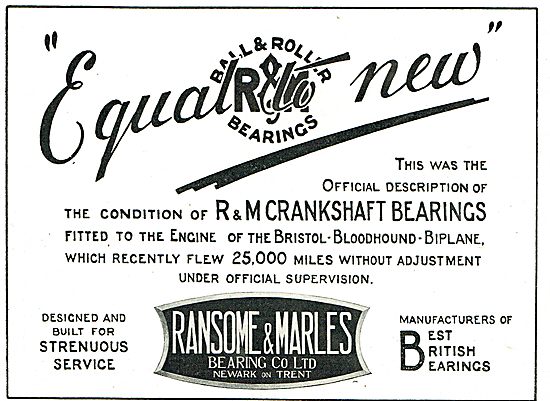 "Equal to new"
BALL & ROLLER
R&M
BEARINGS
THIS WAS THE
OFFICIAL DESCRIPTION OF
THE CONDITION OF R & M CRANKSHAFT BEARINGS
FITTED TO THE ENGINE OF THE BRISTOL-BLOODHOUND-BIPLANE,
WHICH RECENTLY FLEW 25,000 MILES WITHOUT ADJUSTMENT
UNDER OFFICIAL SUPERVISION.
DESIGNED AND
BUILT FOR
STRENUOUS
SERVICE
RANSOME & MARLES
BEARING CO LTD
NEWARK ON TRENT
MANUFACTURERS OF
BEST
BRITISH
BEARINGS